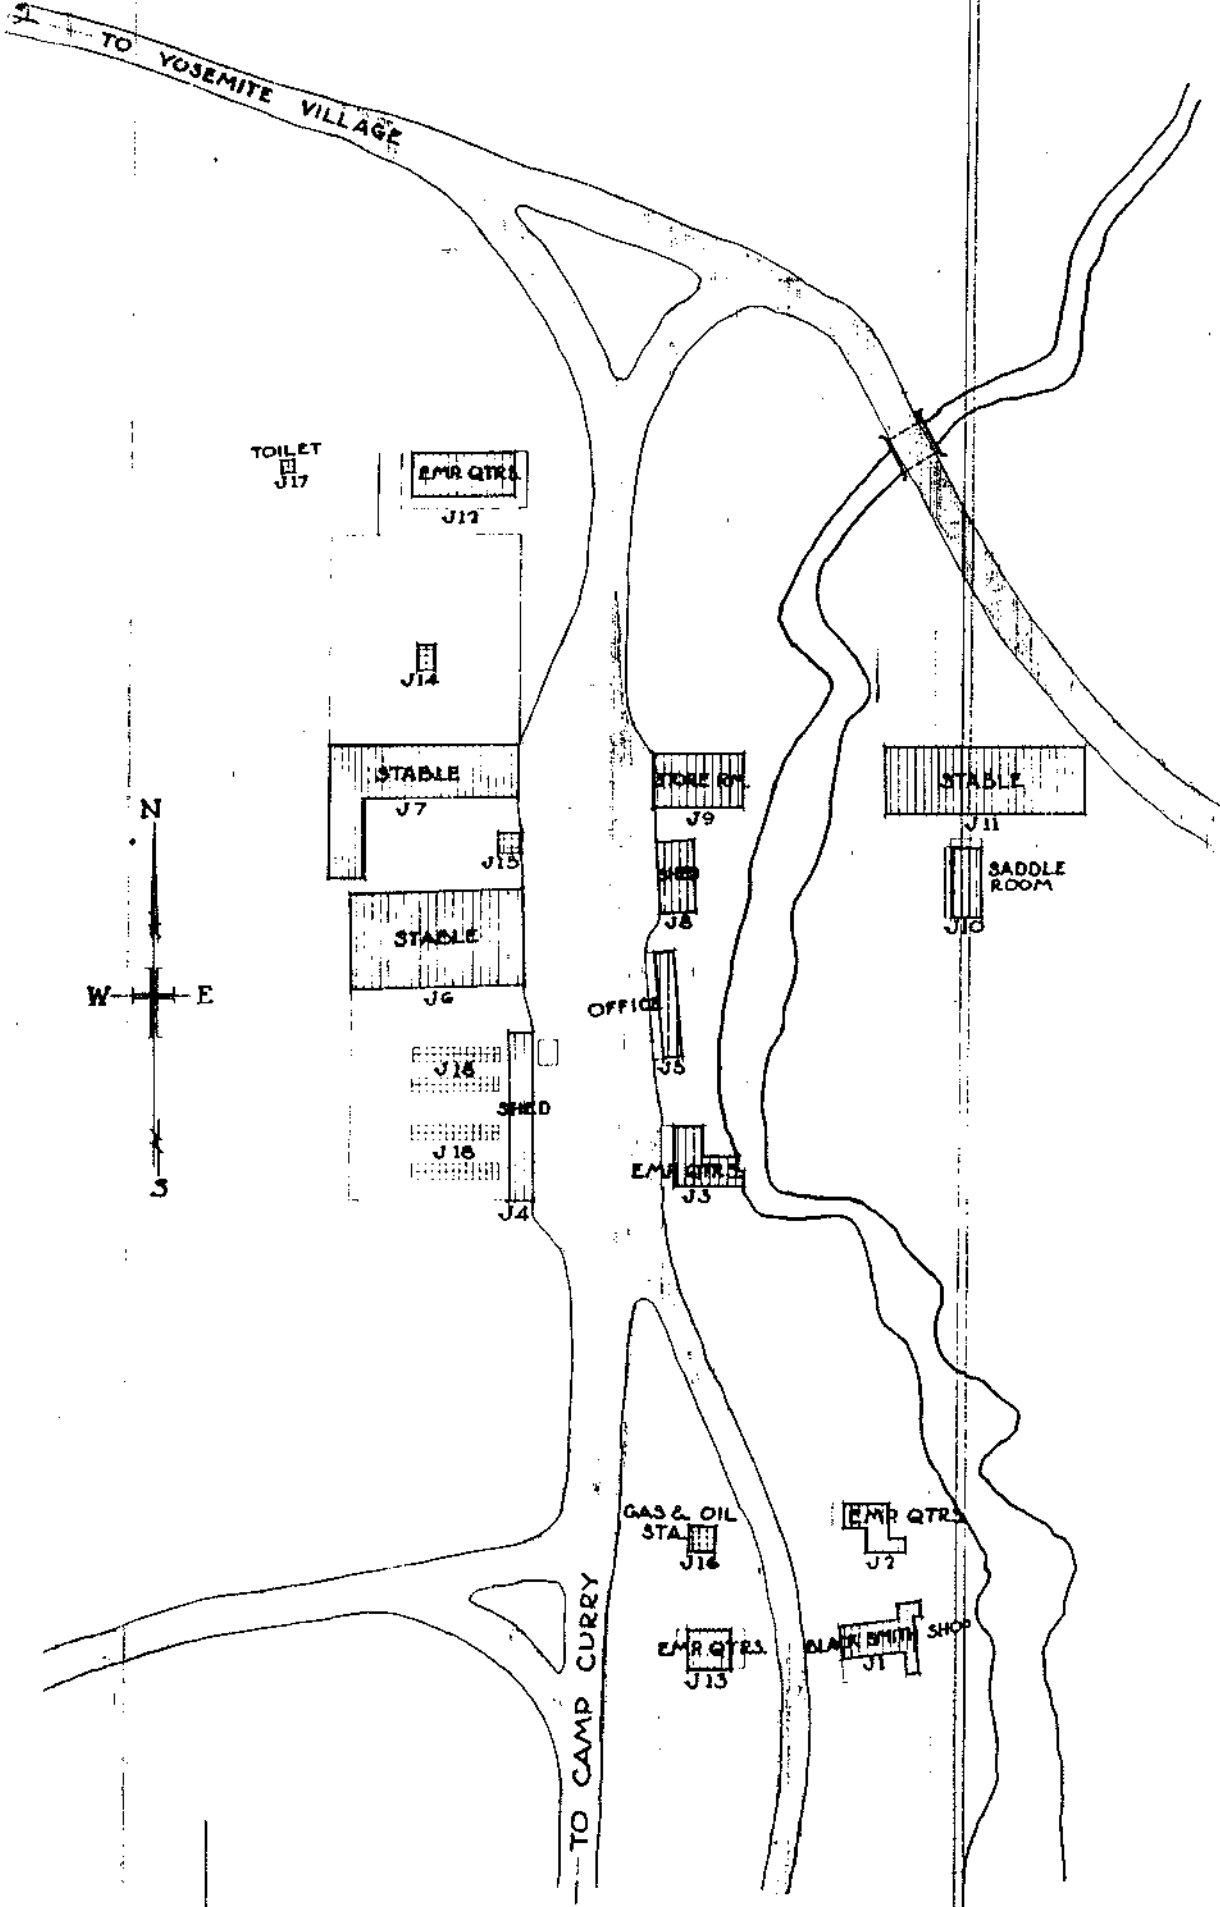 TO YOSEMITE VILLAGE
TOILET
J17
EMP. QTRS.
J12
J14
STABLE
J7
STORE RM.
J9
STABLE
J11
J15
SHED
J8
SADDLE
ROOM
J10
STABLE
J6
N
W E
S
OFFICE
J5
J18
SHED
J18
J4
EMP. QTRS.
J3
GAS & OIL
STA.
J16
EMP. QTRS.
J2
EMP. QTRS.
J13
BLACKSMITH SHOP
J1
TO CAMP CURRY